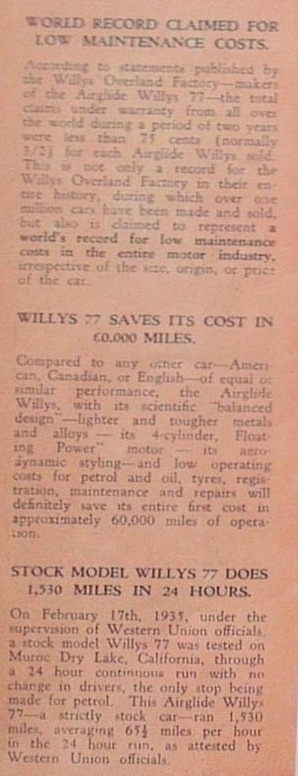 WORLD RECORD CLAIMED FOR
LOW MAINTENANCE COSTS.
According to statements published by
the Willys Overland Factory—makers
of the Airglide Willys 77—the total
claims under warranty from all over
the world during a period of two years
were less than 75 cents (normally
3/2) for each Airglide Willys sold.
This is not only a record for the
Willys Overland Factory in their en-
tire history, during which over one
million cars have been made and sold,
but also is claimed to represent a
world's record for low maintenance
costs in the entire motor industry,
irrespective of the size, origin, or price
of the car.
WILLYS 77 SAVES ITS COST IN
60,000 MILES.
Compared to any other car—Ameri-
can, Canadian, or English—of equal or
similar performance, the Airglide
Willys, with its scientific "balanced
design"—lighter and tougher metals
and alloys — its 4-cylinder, Float-
ing Power" motor — its aero-
dynamic styling—and low operating
costs for petrol and oil, tyres, regis-
tration, maintenance and repairs will
definitely save its entire first cost in
approximately 60,000 miles of opera-
tion.
STOCK MODEL WILLYS 77 DOES
1,530 MILES IN 24 HOURS.
On February 17th, 1935, under the
supervision of Western Union officials,
a stock model Willys 77 was tested on
Muroc Dry Lake, California, through
a 24 hour continuous run with no
change in drivers, the only stop being
made for petrol. This Airglide Willys
77—a strictly stock car—ran 1,530
miles, averaging 65½ miles per hour
in the 24 hour run, as attested by
Western Union officials.